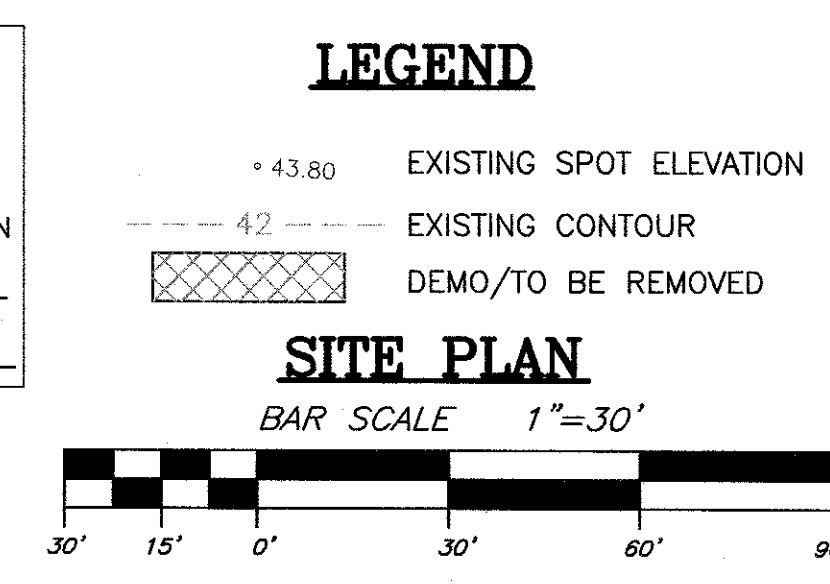 LEGEND
43.80 EXISTING SPOT ELEVATION
42 EXISTING CONTOUR
DEMO/TO BE REMOVED
SITE PLAN
BAR SCALE 1"=30'
30' 15' 0' 30' 60'